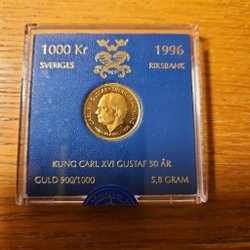 1000 Kr
1996
SVERIGES
RIKSBANK
KUNG CARL XVI GUSTAF 50 ÅR
GULD 900/1000
5,8 GRAM